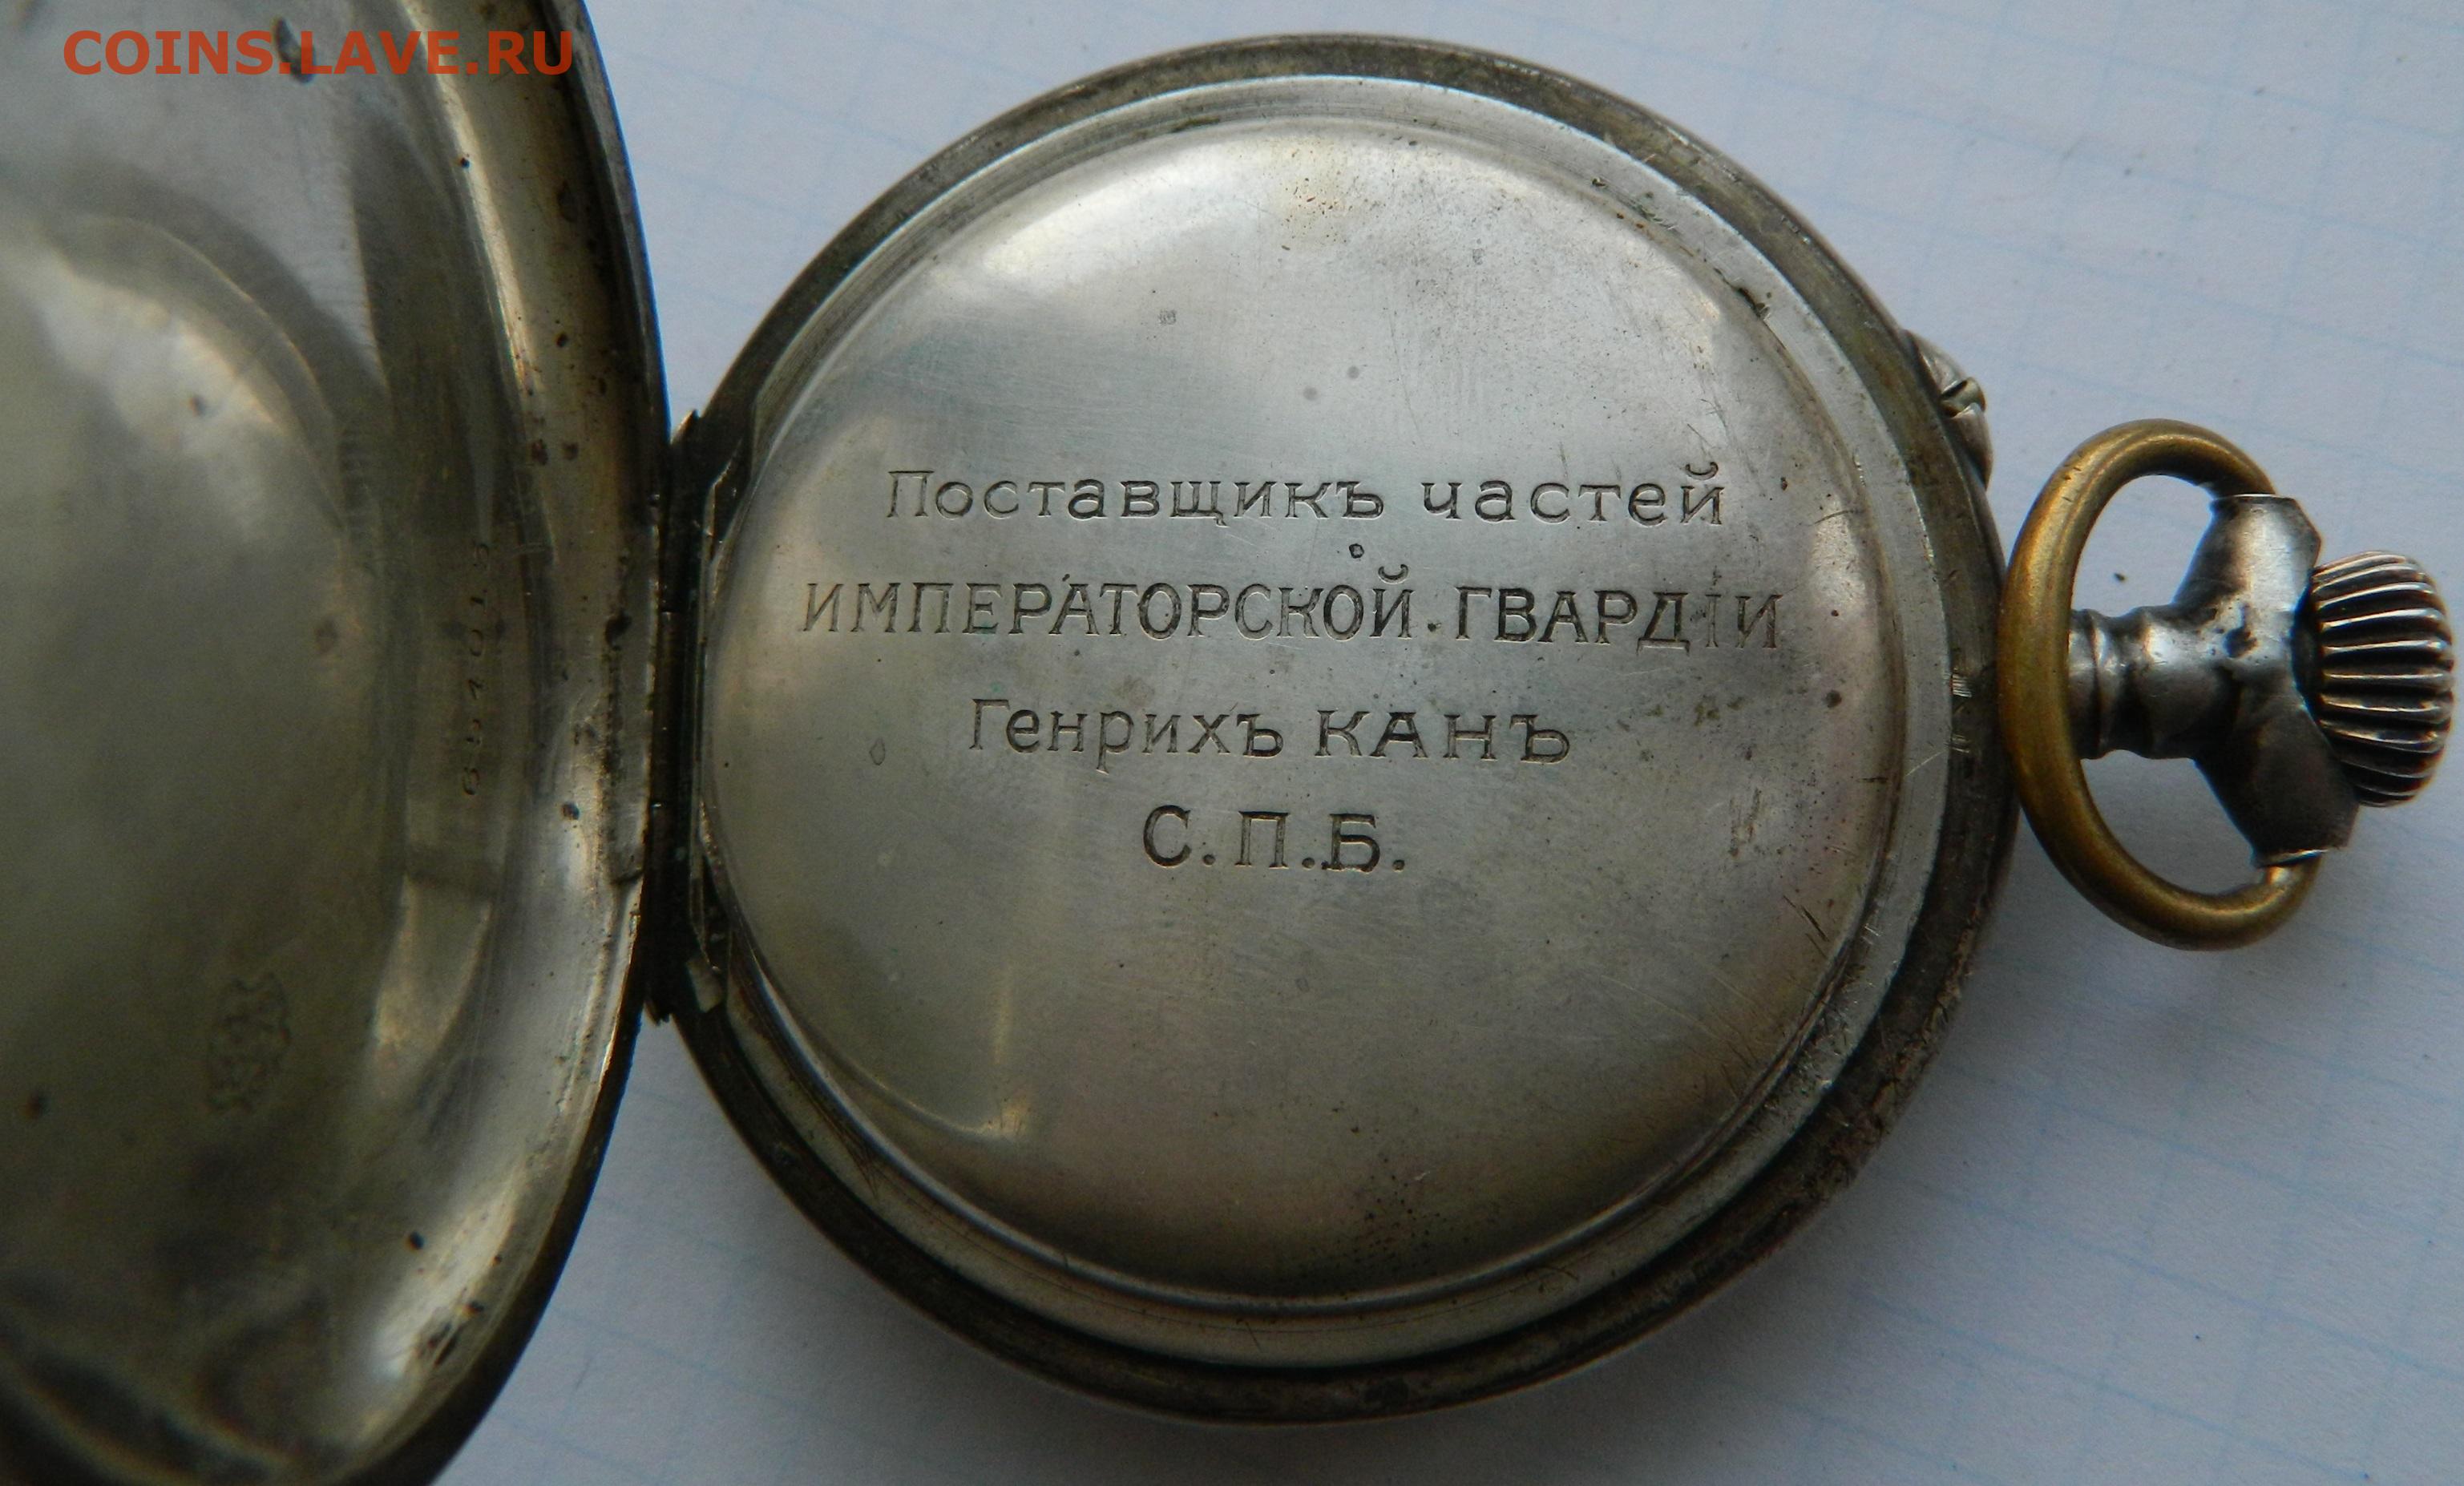 COINS.LAVE.RU
Поставщикъ частей
ИМПЕРАТОРСКОЙ ГВАРДІИ
Генрихъ КАНЪ
С.П.Б.